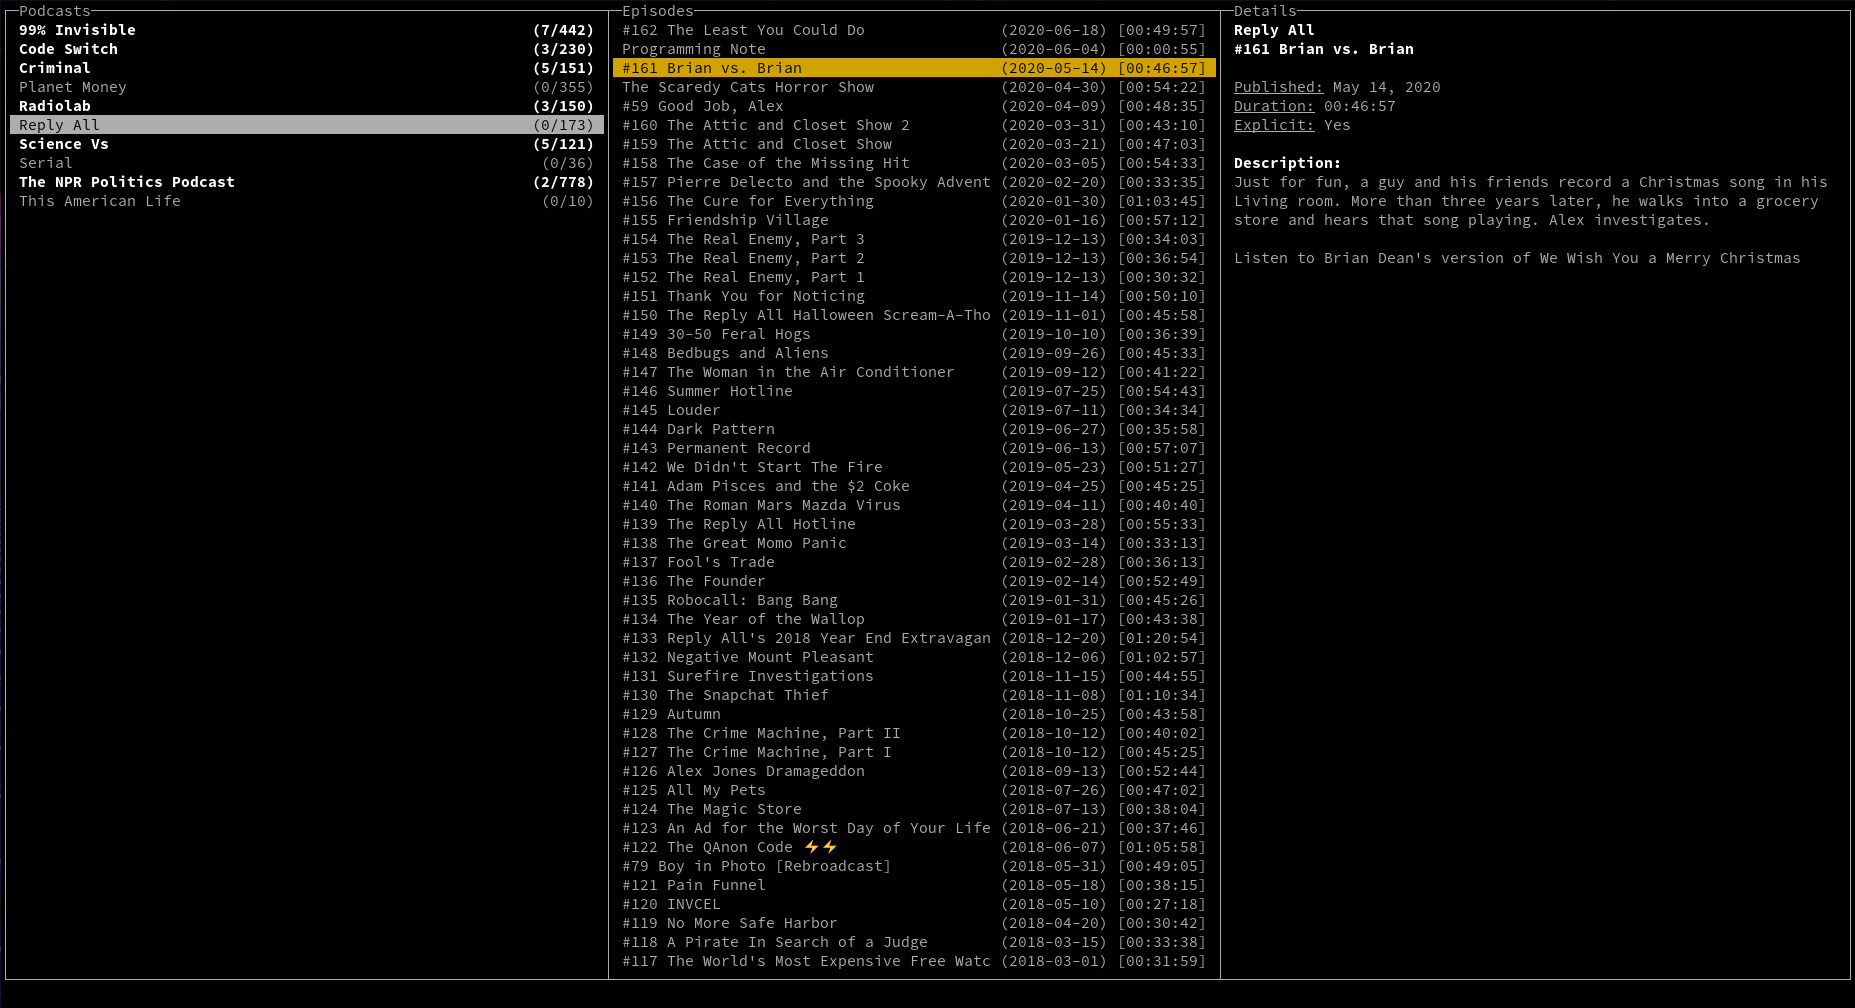 Podcasts
99% Invisible (7/442)
Code Switch (3/230)
Criminal (5/151)
Planet Money (0/355)
Radiolab (3/150)
Reply All (0/173)
Science Vs (5/121)
Serial (0/36)
The NPR Politics Podcast (2/778)
This American Life (0/10)
Episodes
#162 The Least You Could Do (2020-06-18) [00:49:57]
Programming Note (2020-06-04) [00:00:55]
#161 Brian vs. Brian (2020-05-14) [00:46:57]
The Scaredy Cats Horror Show (2020-04-30) [00:54:22]
#59 Good Job, Alex (2020-04-09) [00:48:35]
#160 The Attic and Closet Show 2 (2020-03-31) [00:43:10]
#159 The Attic and Closet Show (2020-03-21) [00:47:03]
#158 The Case of the Missing Hit (2020-03-05) [00:54:33]
#157 Pierre Delecto and the Spooky Advent (2020-02-20) [00:33:35]
#156 The Cure for Everything (2020-01-30) [01:03:45]
#155 Friendship Village (2020-01-16) [00:57:12]
#154 The Real Enemy, Part 3 (2019-12-13) [00:34:03]
#153 The Real Enemy, Part 2 (2019-12-13) [00:36:54]
#152 The Real Enemy, Part 1 (2019-12-13) [00:30:32]
#151 Thank You for Noticing (2019-11-14) [00:50:10]
#150 The Reply All Halloween Scream-A-Tho (2019-11-01) [00:45:58]
#149 30-50 Feral Hogs (2019-10-10) [00:36:39]
#148 Bedbugs and Aliens (2019-09-26) [00:45:33]
#147 The Woman in the Air Conditioner (2019-09-12) [00:41:22]
#146 Summer Hotline (2019-07-25) [00:54:43]
#145 Louder (2019-07-11) [00:34:34]
#144 Dark Pattern (2019-06-27) [00:35:58]
#143 Permanent Record (2019-06-13) [00:57:07]
#142 We Didn't Start The Fire (2019-05-23) [00:51:27]
#141 Adam Pisces and the $2 Coke (2019-04-25) [00:45:25]
#140 The Roman Mars Mazda Virus (2019-04-11) [00:40:40]
#139 The Reply All Hotline (2019-03-28) [00:55:33]
#138 The Great Momo Panic (2019-03-14) [00:33:13]
#137 Fool's Trade (2019-02-28) [00:36:13]
#136 The Founder (2019-02-14) [00:52:49]
#135 Robocall: Bang Bang (2019-01-31) [00:45:26]
#134 The Year of the Wallop (2019-01-17) [00:43:38]
#133 Reply All's 2018 Year End Extravagan (2018-12-20) [01:20:54]
#132 Negative Mount Pleasant (2018-12-06) [01:02:57]
#131 Surefire Investigations (2018-11-15) [00:44:55]
#130 The Snapchat Thief (2018-11-08) [01:10:34]
#129 Autumn (2018-10-25) [00:43:58]
#128 The Crime Machine, Part II (2018-10-12) [00:40:02]
#127 The Crime Machine, Part I (2018-10-12) [00:45:25]
#126 Alex Jones Dramageddon (2018-09-13) [00:52:44]
#125 All My Pets (2018-07-26) [00:47:02]
#124 The Magic Store (2018-07-13) [00:38:04]
#123 An Ad for the Worst Day of Your Life (2018-06-21) [00:37:46]
#122 The QAnon Code ⚡⚡ (2018-06-07) [01:05:58]
#79 Boy in Photo [Rebroadcast] (2018-05-31) [00:49:05]
#121 Pain Funnel (2018-05-18) [00:38:15]
#120 INVCEL (2018-05-10) [00:27:18]
#119 No More Safe Harbor (2018-04-20) [00:30:42]
#118 A Pirate In Search of a Judge (2018-03-15) [00:33:38]
#117 The World's Most Expensive Free Watc (2018-03-01) [00:31:59]
Details
Reply All
#161 Brian vs. Brian
Published: May 14, 2020
Duration: 00:46:57
Explicit: Yes
Description:
Just for fun, a guy and his friends record a Christmas song in his
Living room. More than three years later, he walks into a grocery
store and hears that song playing. Alex investigates.
Listen to Brian Dean's version of We Wish You a Merry Christmas